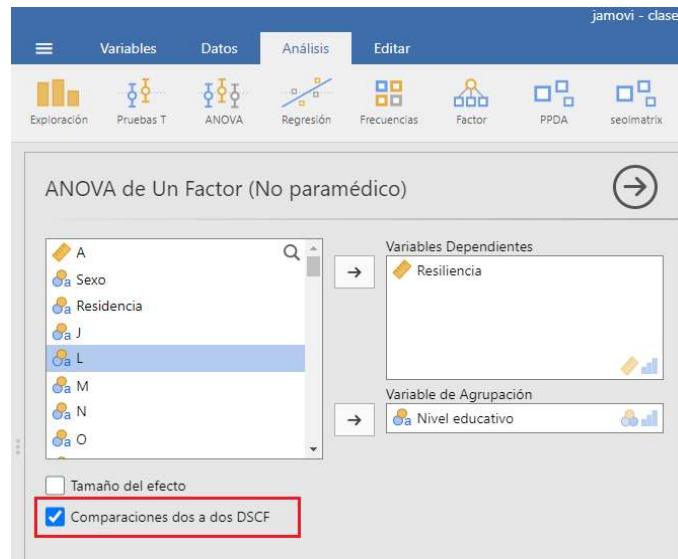 jamovi - clase
Variables Datos Análisis Editar
Exploración Pruebas T ANOVA Regresión Frecuencias Factor PPDA seolmatrix
ANOVA de Un Factor (No paramédico)
A
Sexo
Residencia
J
L
M
N
O
Variables Dependientes
Resiliencia
Variable de Agrupación
Nivel educativo
Tamaño del efecto
Comparaciones dos a dos DSCF